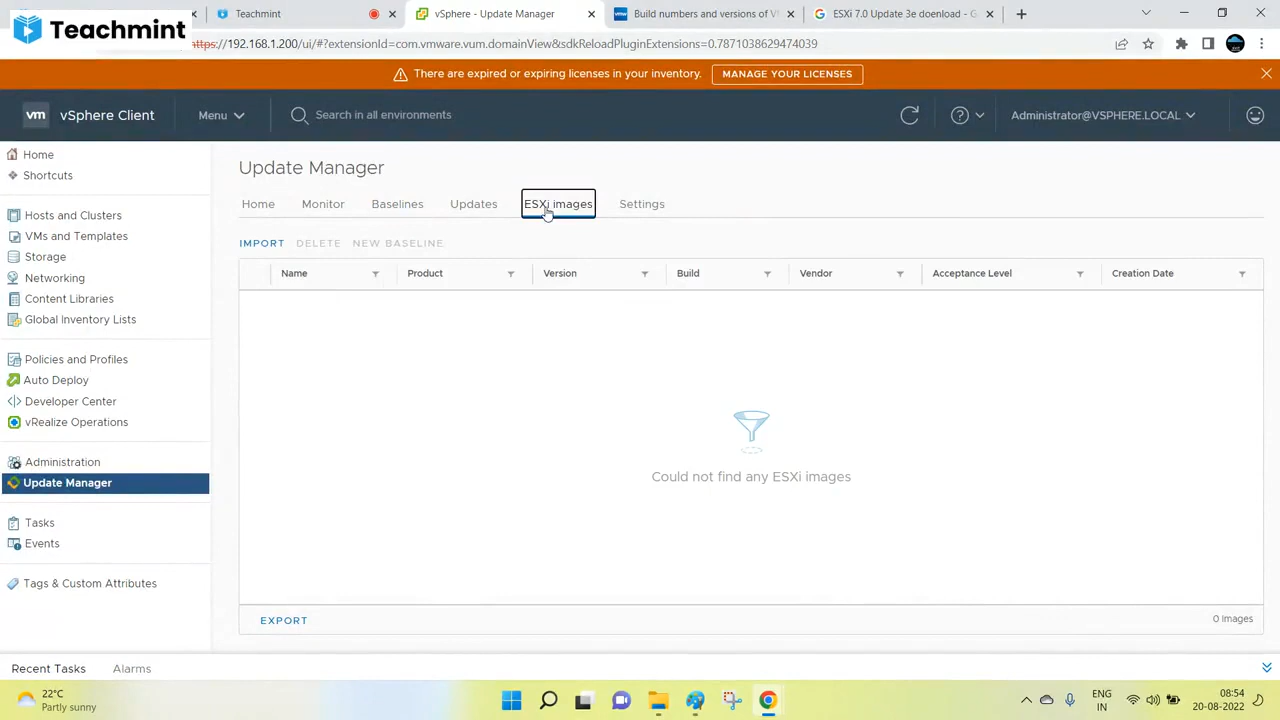 Teachmint
vSphere - Update Manager
Build numbers and versions of V
ESXi 7.0 Update 3e doenload - G
Teachmint
https://192.168.1.200/ui/#?extensionId=com.vmware.vum.domainView&sdkReloadPluginExtensions=0.7871038629474039
There are expired or expiring licenses in your inventory.
MANAGE YOUR LICENSES
vm
vSphere Client
Menu
Search in all environments
Administrator@VSPHERE.LOCAL
Home
Shortcuts
Hosts and Clusters
VMs and Templates
Storage
Networking
Content Libraries
Global Inventory Lists
Policies and Profiles
Auto Deploy
Developer Center
vRealize Operations
Administration
Update Manager
Tasks
Events
Tags & Custom Attributes
Update Manager
Home Monitor Baselines Updates ESXi images Settings
IMPORT DELETE NEW BASELINE
Name Product Version Build Vendor Acceptance Level Creation Date
Could not find any ESXi images
EXPORT
0 Images
Recent Tasks Alarms
22°C
Partly sunny
ENG
IN
08:54
20-08-2022